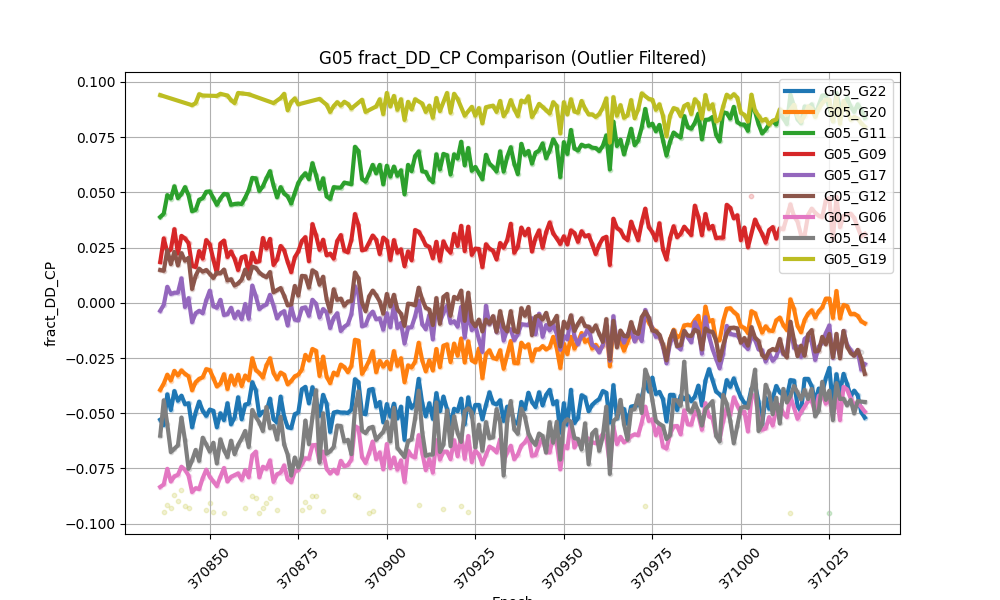 G05 fract_DD_CP Comparison (Outlier Filtered)
fract_DD_CP
0.100
0.075
0.050
0.025
0.000
−0.025
−0.050
−0.075
−0.100
G05_G22
G05_G20
G05_G11
G05_G09
G05_G17
G05_G12
G05_G06
G05_G14
G05_G19
370850
370875
370900
370925
370950
370975
371000
371025
Epoch